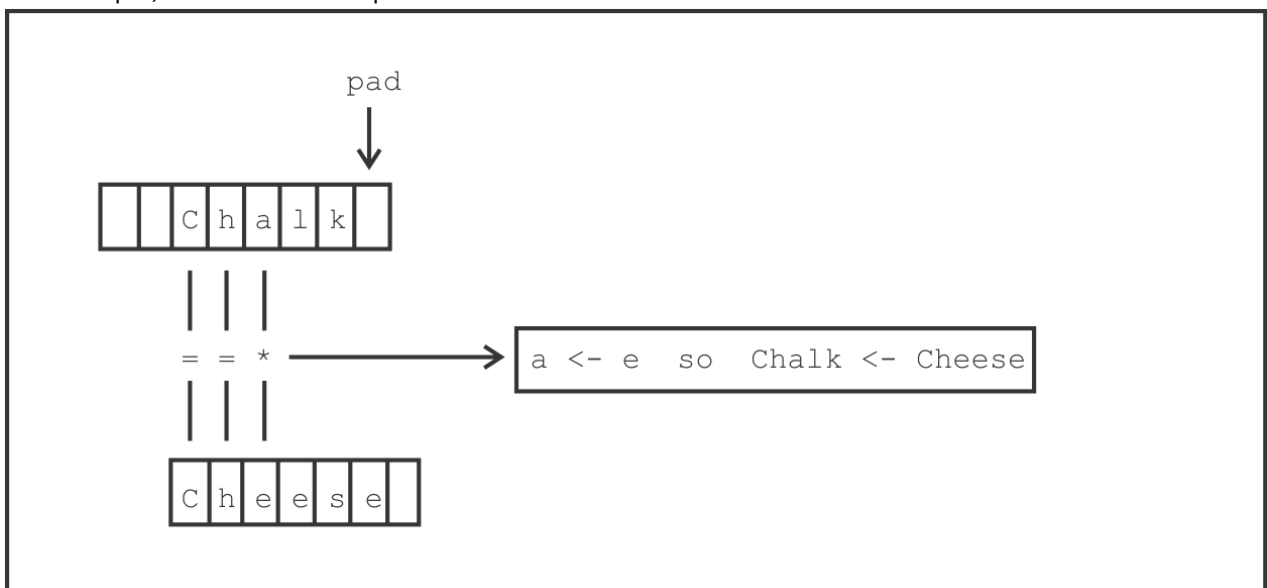 pad
C h a l k
= = *
a <- e so Chalk <- Cheese
C h e e s e